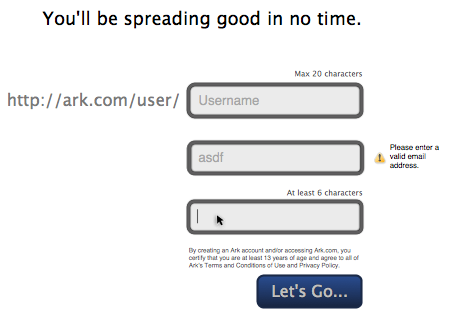 You'll be spreading good in no time.
Max 20 characters
http://ark.com/user/ Username
asdf
Please enter a
valid email
address.
At least 6 characters
By creating an Ark account and/or accessing Ark.com, you
certify that you are at least 13 years of age and agree to all of
Ark's Terms and Conditions of Use and Privacy Policy.
Let's Go...